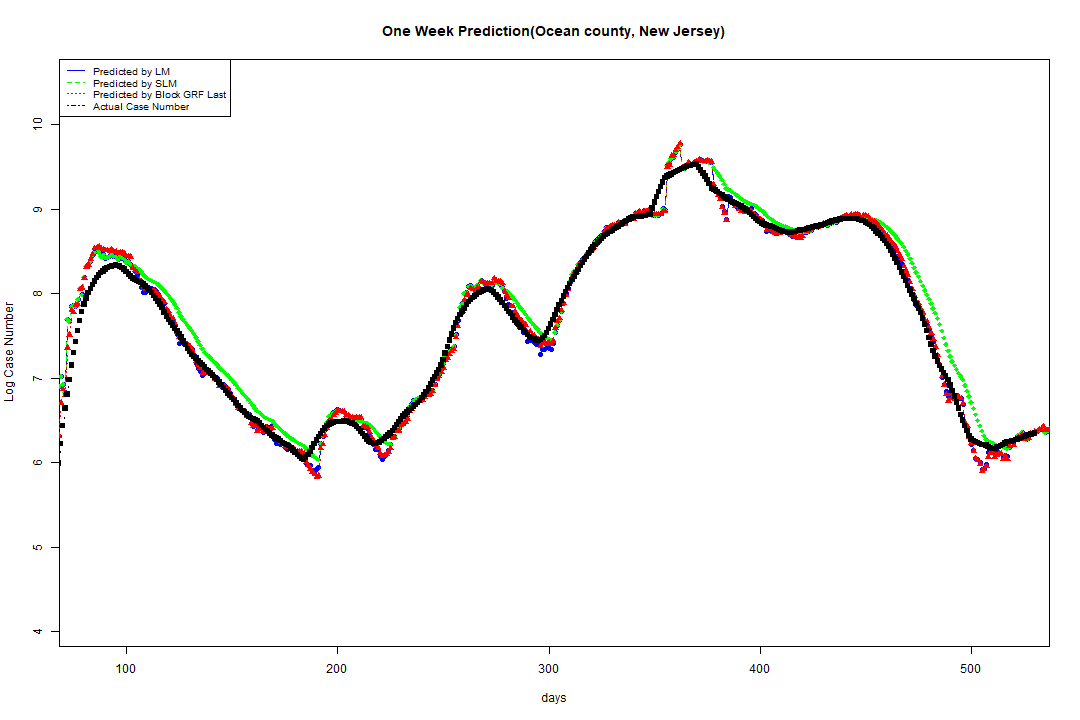 One Week Prediction(Ocean county, New Jersey)
Predicted by LM
Predicted by SLM
Predicted by Block GRF Last
Actual Case Number
Log Case Number
10
9
8
7
6
5
4
100 200 300 400 500
days